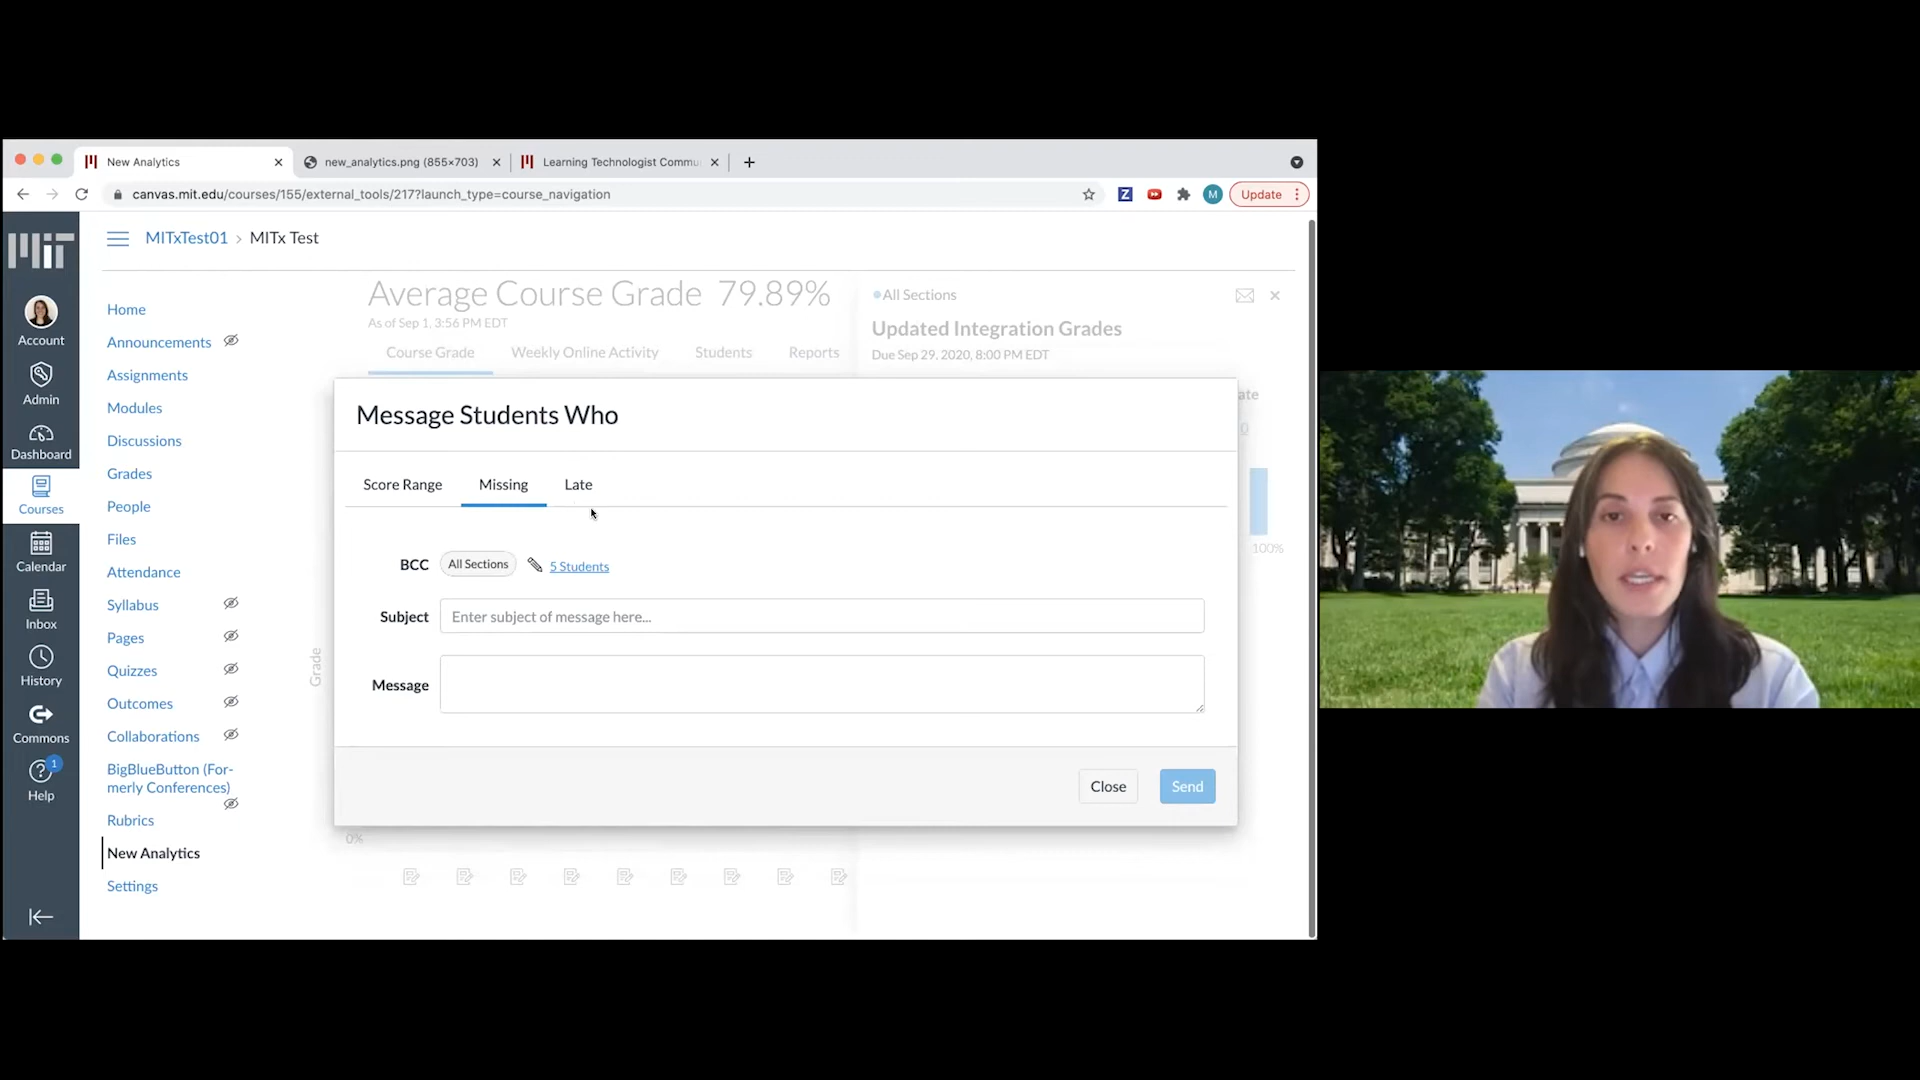 New Analytics
new_analytics.png (855×703)
Learning Technologist Commu
canvas.mit.edu/courses/155/external_tools/217?launch_type=course_navigation
Z
M
Update
MIT
MITxTest01 › MITx Test
Account
Admin
Dashboard
Courses
Calendar
Inbox
History
Commons
1
Help
Home
Announcements
Assignments
Modules
Discussions
Grades
People
Files
Attendance
Syllabus
Pages
Quizzes
Outcomes
Collaborations
BigBlueButton (For-
merly Conferences)
Rubrics
New Analytics
Settings
Average Course Grade 79.89%
As of Sep 1, 3:56 PM EDT
Course Grade Weekly Online Activity Students Reports
All Sections
Updated Integration Grades
Due Sep 29, 2020, 8:00 PM EDT
ate
0
100%
Grade
0%
Message Students Who
Score Range Missing Late
BCC All Sections 5 Students
Subject Enter subject of message here...
Message
Close Send